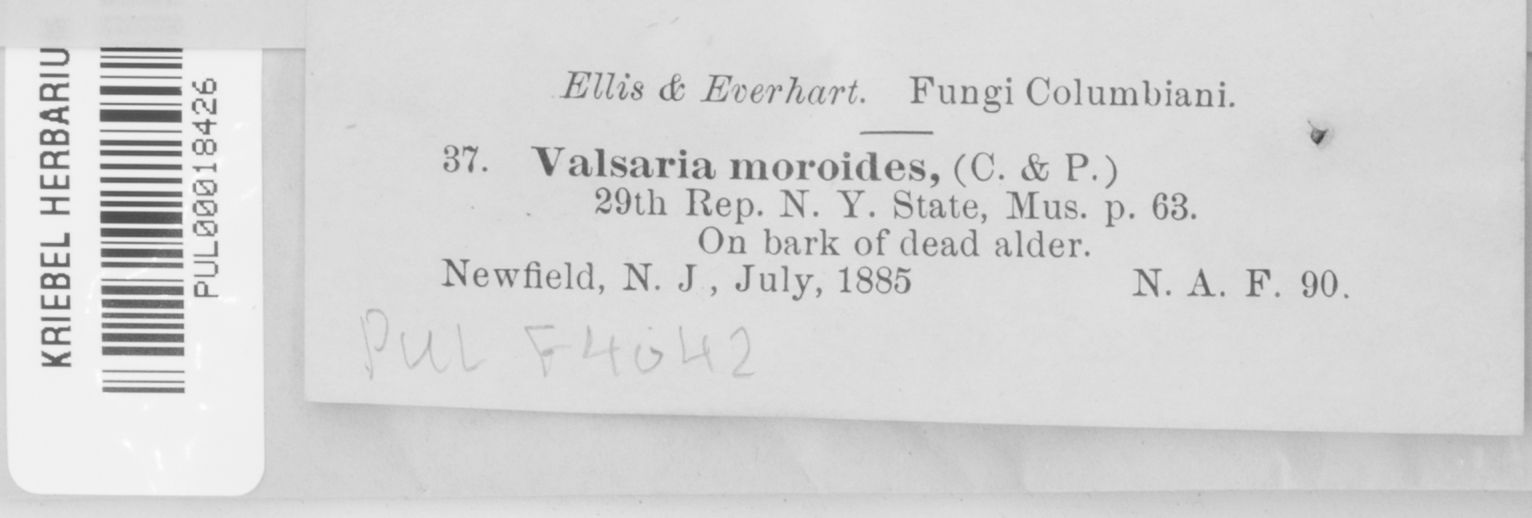 KRIEBEL HERBARIU
PUL00018426
Ellis & Everhart. Fungi Columbiani.
37. Valsaria moroides, (C. & P.)
29th Rep. N. Y. State, Mus. p. 63.
On bark of dead alder.
Newfield, N. J., July, 1885 N. A. F. 90.
PUL F4042